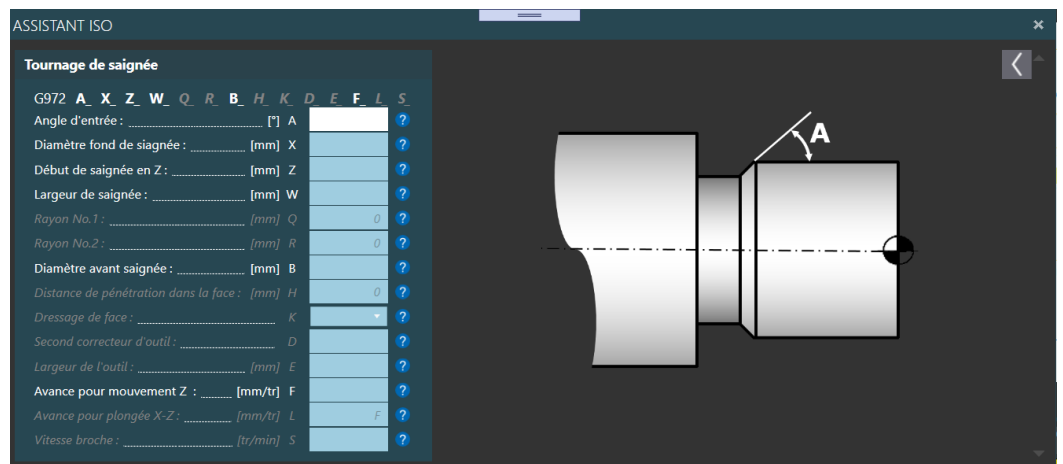 ASSISTANT ISO
Tournage de saignée
G972 A_ X_ Z_ W_ Q_ R_ B_ H_ K_ D_ E_ F_ L_ S_
Angle d'entrée : [°] A ?
Diamètre fond de siagnée : [mm] X ?
Début de saignée en Z : [mm] Z ?
Largeur de saignée : [mm] W ?
Rayon No.1 : [mm] Q 0 ?
Rayon No.2 : [mm] R 0 ?
Diamètre avant saignée : [mm] B ?
Distance de pénétration dans la face : [mm] H 0 ?
Dressage de face : K ?
Second correcteur d'outil : D ?
Largeur de l'outil : [mm] E ?
Avance pour mouvement Z : [mm/tr] F ?
Avance pour plongée X-Z : [mm/tr] L F ?
Vitesse broche : [tr/min] S ?
A